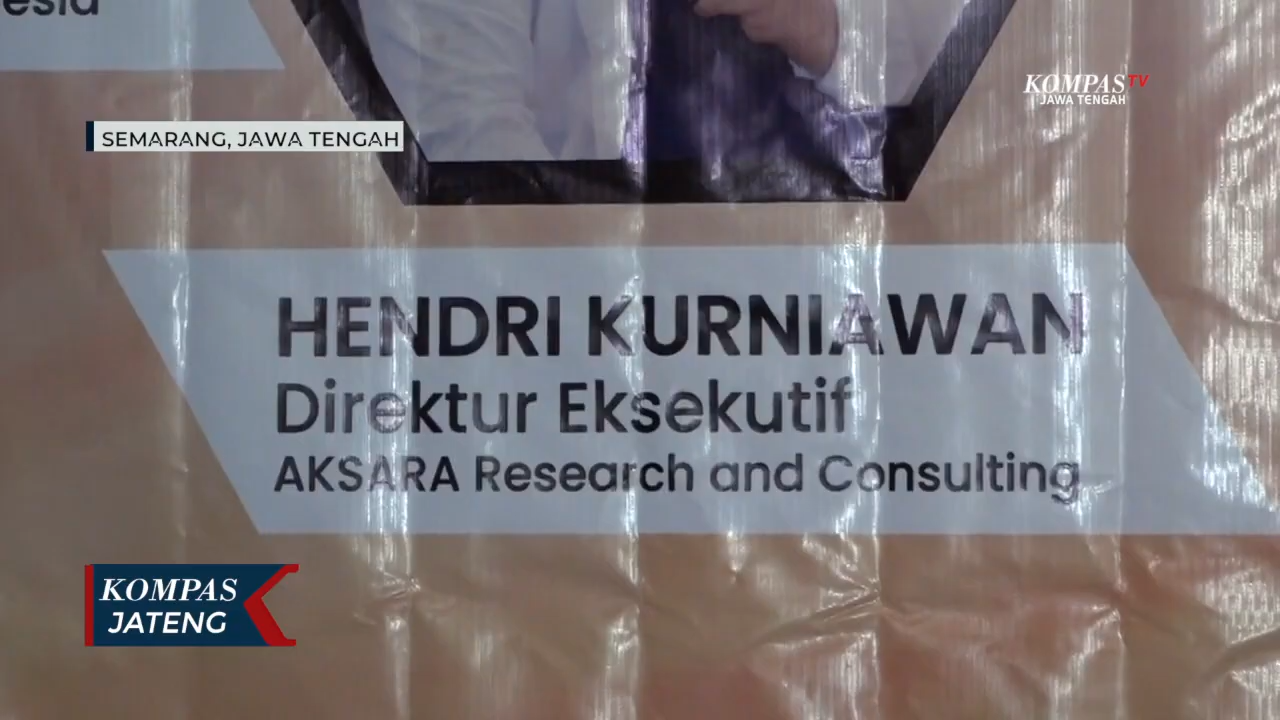 KOMPAS TV
JAWA TENGAH
SEMARANG, JAWA TENGAH
HENDRI KURNIAWAN
Direktur Eksekutif
AKSARA Research and Consulting
KOMPAS
JATENG